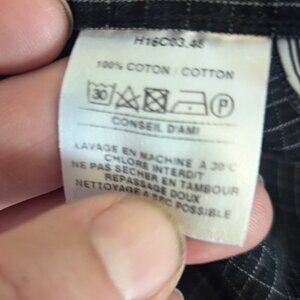 H16C03.45
100% COTON / COTTON
30 P
CONSEIL D'AMI
LAVAGE EN MACHINE A 30°C
CHLORE INTERDIT
NE PAS SECHER EN TAMBOUR
REPASSAGE DOUX
NETTOYAGE A SEC POSSIBLE